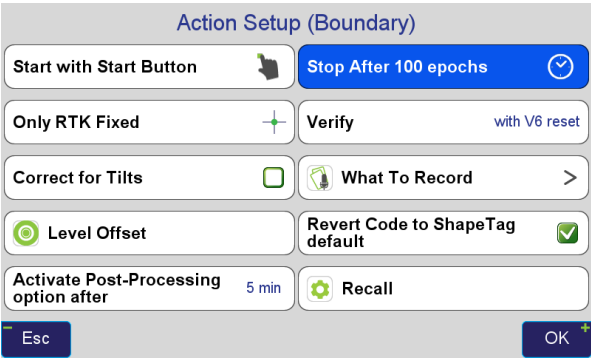 Action Setup (Boundary)
Start with Start Button
Stop After 100 epochs
Only RTK Fixed
Verify with V6 reset
Correct for Tilts
What To Record >
Level Offset
Revert Code to ShapeTag
default
Activate Post-Processing
option after 5 min
Recall
- Esc
OK +